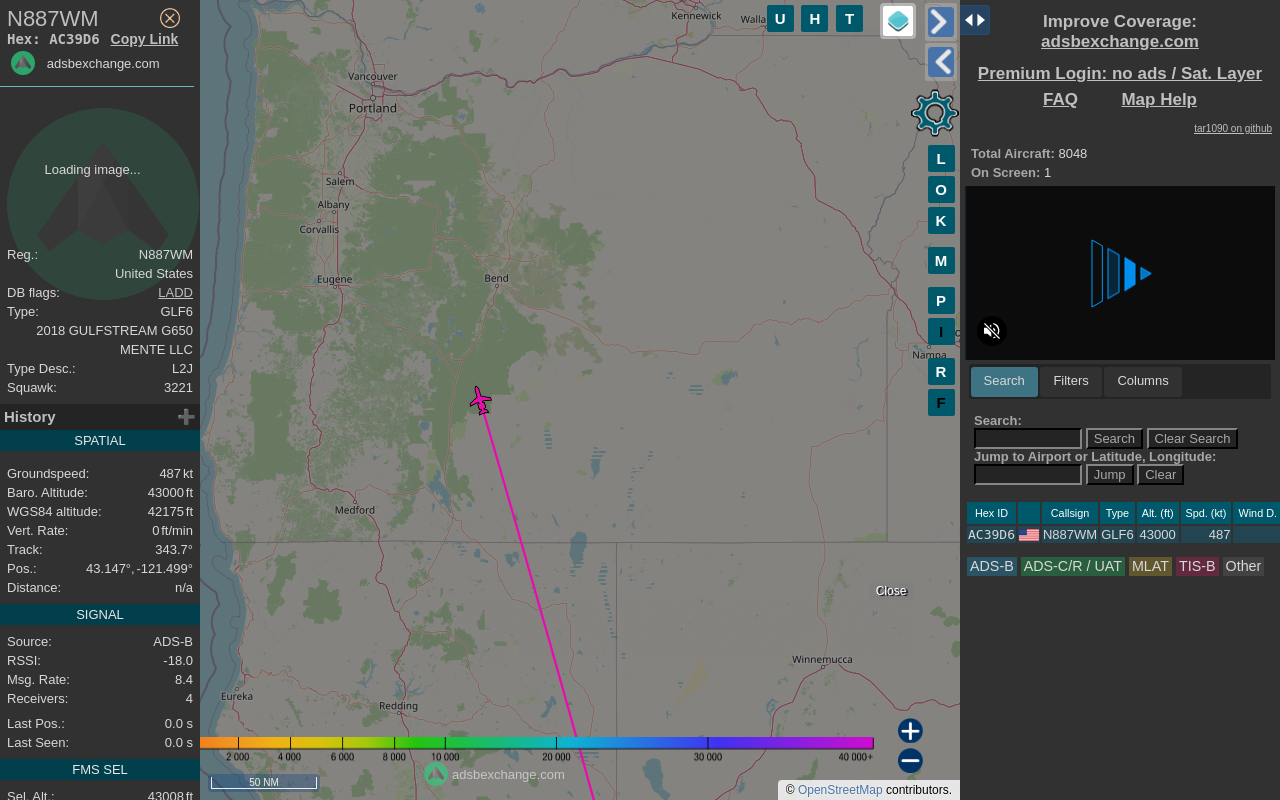 N887WM
Hex: AC39D6 Copy Link
adsbexchange.com
Loading image...
Reg.: N887WM
United States
DB flags: LADD
Type: GLF6
2018 GULFSTREAM G650
MENTE LLC
Type Desc.: L2J
Squawk: 3221
History
SPATIAL
Groundspeed: 487 kt
Baro. Altitude: 43000 ft
WGS84 altitude: 42175 ft
Vert. Rate: 0 ft/min
Track: 343.7°
Pos.: 43.147°, -121.499°
Distance: n/a
SIGNAL
Source: ADS-B
RSSI: -18.0
Msg. Rate: 8.4
Receivers: 4
Last Pos.: 0.0 s
Last Seen: 0.0 s
FMS SEL
Sel. Alt.: 43008 ft
Kennewick
Walla
Vancouver
Portland
Salem
Albany
Corvallis
Eugene
Bend
Nampa
Medford
Winnemucca
Eureka
Redding
U H T
L
O
K
M
P
I
R
F
Close
2 000 4 000 6 000 8 000 10 000 20 000 30 000 40 000+
adsbexchange.com
50 NM
© OpenStreetMap contributors.
Improve Coverage:
adsbexchange.com
Premium Login: no ads / Sat. Layer
FAQ Map Help
tar1090 on github
Total Aircraft: 8048
On Screen: 1
Search Filters Columns
Search:
Search Clear Search
Jump to Airport or Latitude, Longitude:
Jump Clear
Hex ID Callsign Type Alt. (ft) Spd. (kt) Wind D.
AC39D6 N887WM GLF6 43000 487
ADS-B ADS-C/R / UAT MLAT TIS-B Other